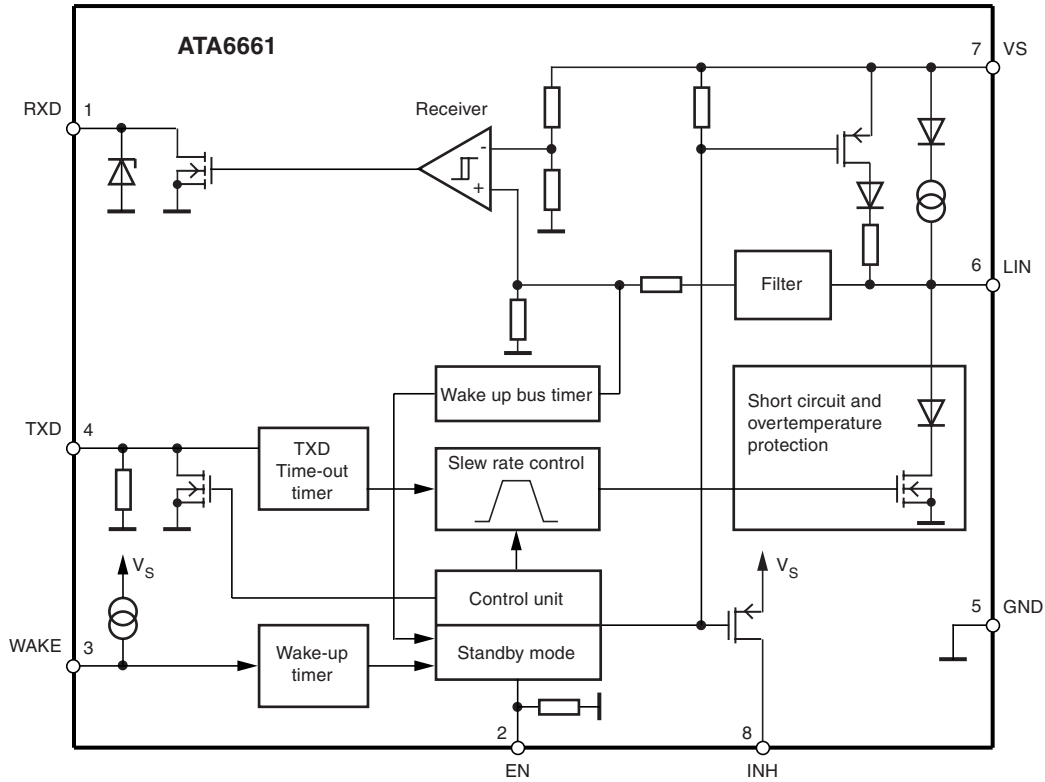 ATA6661
7 VS
RXD 1
Receiver
-
+
6 LIN
Filter
Wake up bus timer
Short circuit and
overtemperature
protection
TXD 4
TXD
Time-out
timer
Slew rate control
VS
VS
Control unit
5 GND
WAKE 3
Wake-up
timer
Standby mode
2
EN
8
INH